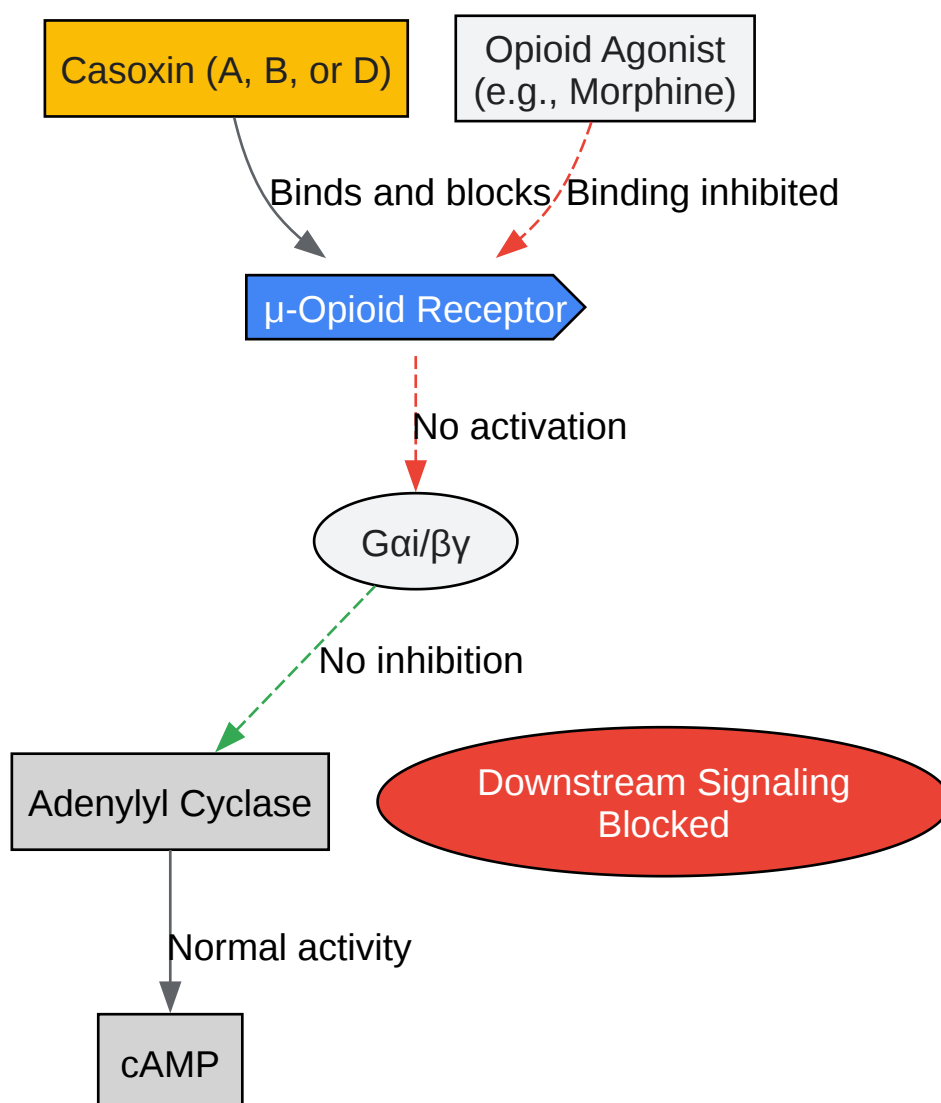 Casoxin (A, B, or D)
Opioid Agonist
(e.g., Morphine)
Binds and blocks
Binding inhibited
μ-Opioid Receptor
No activation
Gαi/βγ
No inhibition
Adenylyl Cyclase
Downstream Signaling
Blocked
Normal activity
cAMP